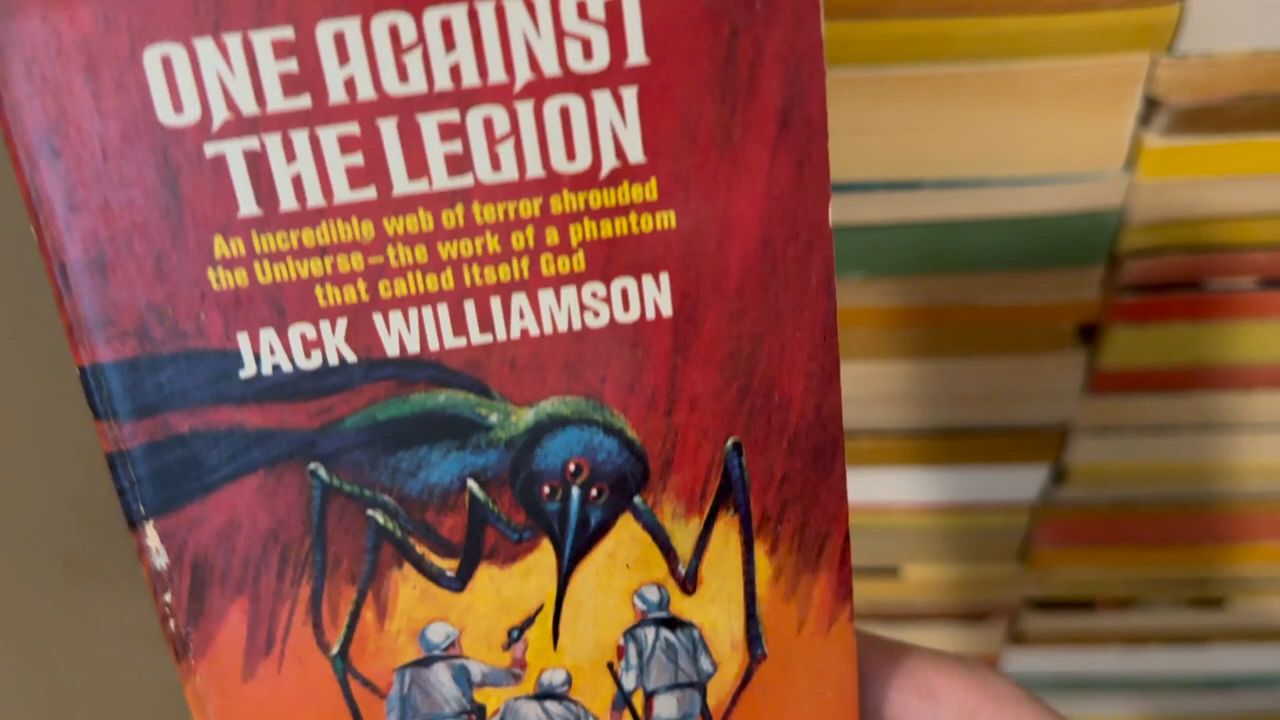 ONE AGAINST
THE LEGION
An incredible web of terror shrouded
the Universe—the work of a phantom
that called itself God
JACK WILLIAMSON